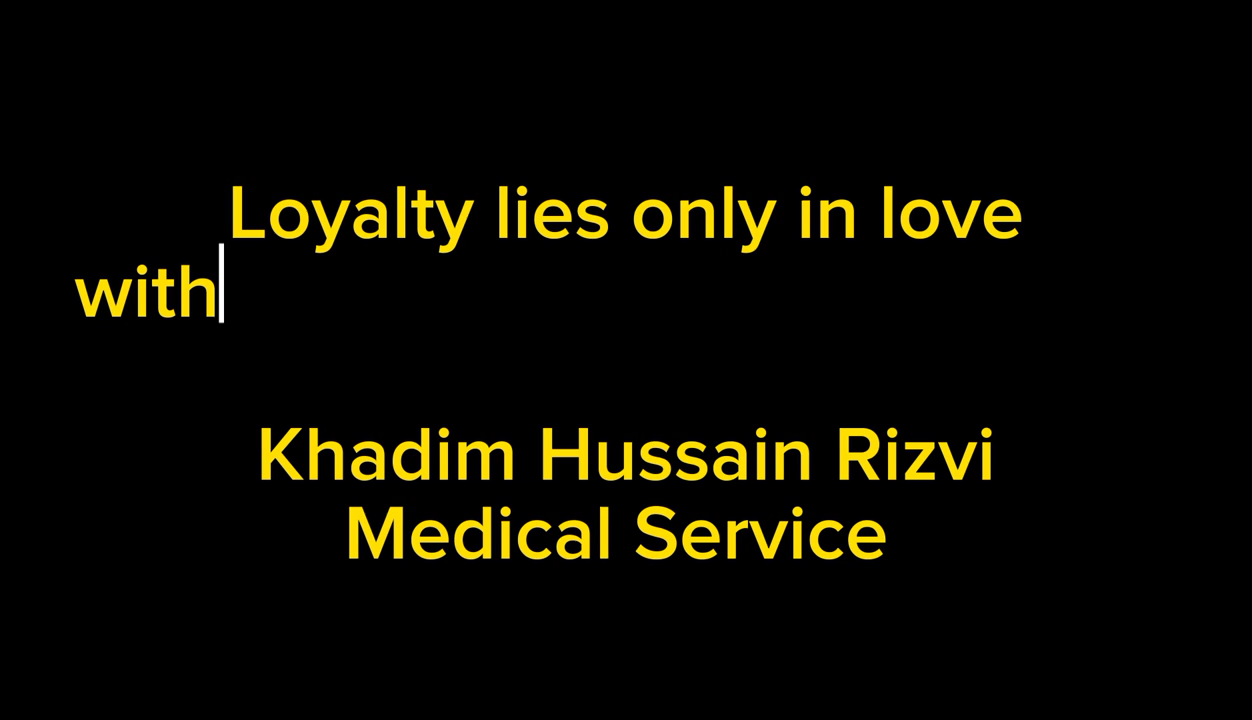 Loyalty lies only in love
with
Khadim Hussain Rizvi
Medical Service